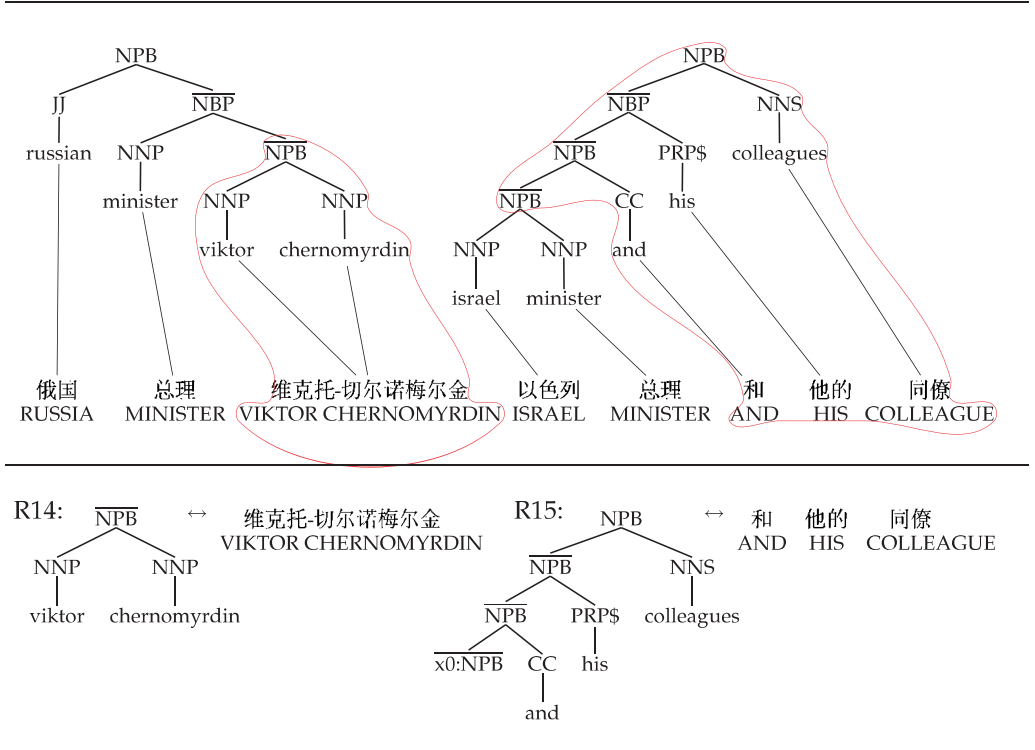 NPB NPB
JJ NBP NBP NNS
russian NNP NPB NPB PRP$ colleagues
minister NNP NNP NPB CC his
viktor chernomyrdin NNP NNP and
israel minister
俄国 总理 维克托-切尔诺梅尔金 以色列 总理 和 他的 同僚
RUSSIA MINISTER VIKTOR CHERNOMYRDIN ISRAEL MINISTER AND HIS COLLEAGUE
R14: NPB ↔ 维克托-切尔诺梅尔金 R15: NPB ↔ 和 他的 同僚
VIKTOR CHERNOMYRDIN AND HIS COLLEAGUE
NNP NNP NPB NNS
viktor chernomyrdin NPB PRP$ colleagues
x0:NPB CC his
and